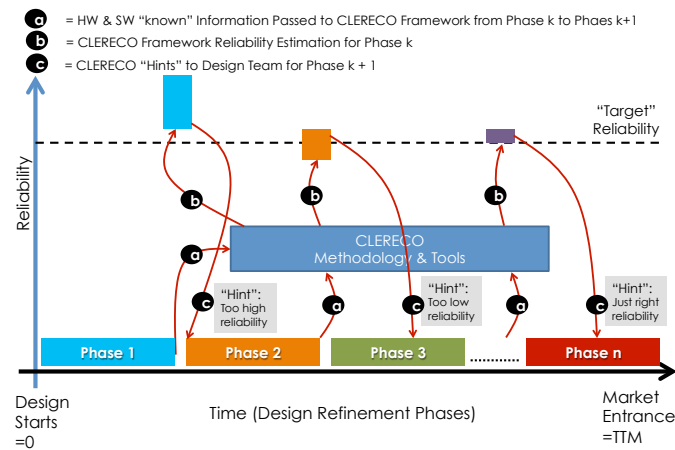 a = HW & SW “known” Information Passed to CLERECO Framework from Phase k to Phaes k+1
b = CLERECO Framework Reliability Estimation for Phase k
c = CLERECO “Hints” to Design Team for Phase k + 1
“Target”
Reliability
Reliability
b
b
b
CLERECO
Methodology & Tools
a
c
“Hint”:
Too high
reliability
a
c
“Hint”:
Too low
reliability
a
c
“Hint”:
Just right
reliability
Phase 1
Phase 2
Phase 3
..........
Phase n
Design
Starts
=0
Time (Design Refinement Phases)
Market
Entrance
=TTM